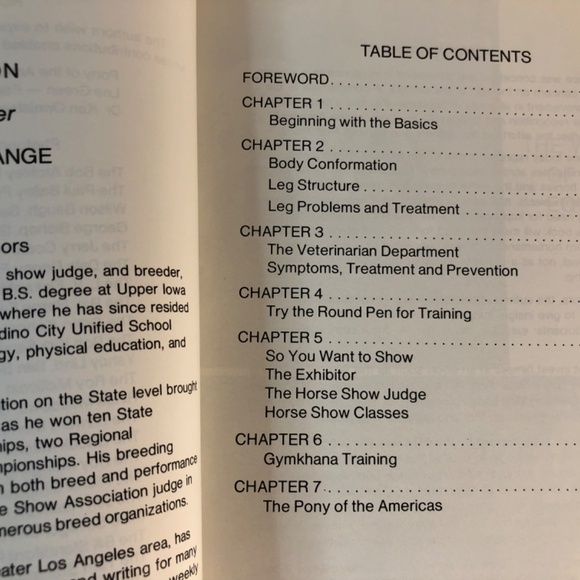 ON
er
ANGE
ors
show judge, and breeder,
B.S. degree at Upper Iowa
where he has since resided
dino City Unified School
gy, physical education, and
tion on the State level brought
as he won ten State
hips, two Regional
mpionships. His breeding
both breed and performance
e Show Association judge in
merous breed organizations.
ater Los Angeles area, has
and writing for many
weekly
TABLE OF CONTENTS
FOREWORD. . . . . . . . . . . . . . . . . . . . . . . .
CHAPTER 1 . . . . . . . . . . . . . . . . . . . . . . . .
Beginning with the Basics
CHAPTER 2 . . . . . . . . . . . . . . . . . . . . . . . .
Body Conformation
Leg Structure . . . . . . . . . . . . . . . . . . . . .
Leg Problems and Treatment . . . . . . . . . .
CHAPTER 3 . . . . . . . . . . . . . . . . . . . . . . . .
The Veterinarian Department
Symptoms, Treatment and Prevention
CHAPTER 4 . . . . . . . . . . . . . . . . . . . . . . . .
Try the Round Pen for Training
CHAPTER 5 . . . . . . . . . . . . . . . . . . . . . . . .
So You Want to Show
The Exhibitor
The Horse Show Judge
Horse Show Classes
CHAPTER 6 . . . . . . . . . . . . . . . . . . . . . . . .
Gymkhana Training
CHAPTER 7. . . . . . . . . . . . . . . . . . . . . . . .
The Pony of the Americas